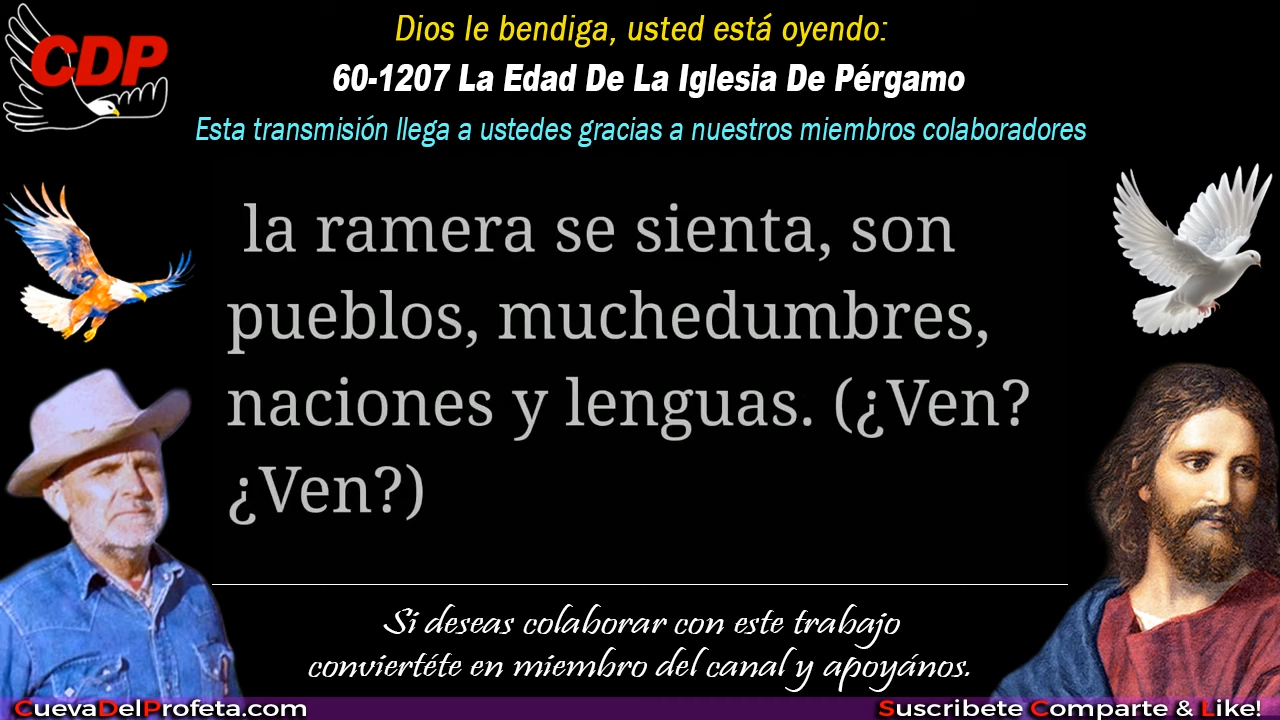 CDP
Dios le bendiga, usted está oyendo:
60-1207 La Edad De La Iglesia De Pérgamo
Esta transmisión llega a ustedes gracias a nuestros miembros colaboradores
la ramera se sienta, son
pueblos, muchedumbres,
naciones y lenguas. (¿Ven?
¿Ven?)
Si deseas colaborar con este trabajo
conviertéte en miembro del canal y apoyános.
CuevaDelProfeta.com
Suscribete Comparte & Like!